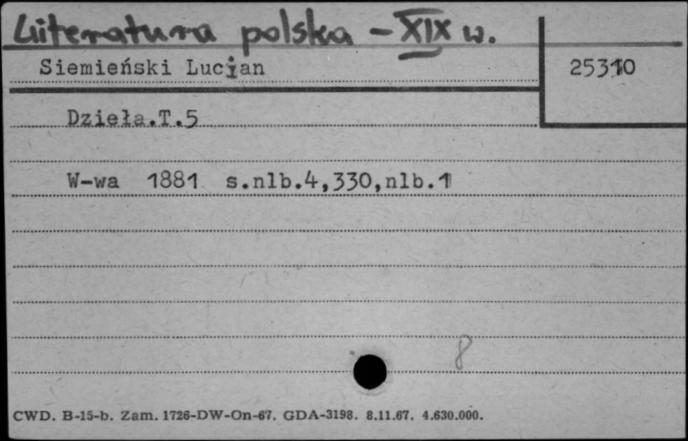 Literatura polska - XIX w.
Siemieński Lucjan 25310
Dzieła.T.5
W-wa 1881 s.nlb.4,330,nlb.1
8
CWD. B-15-b. Zam. 1726-DW-On-67. GDA-3198. 8.11.67. 4.630.000.